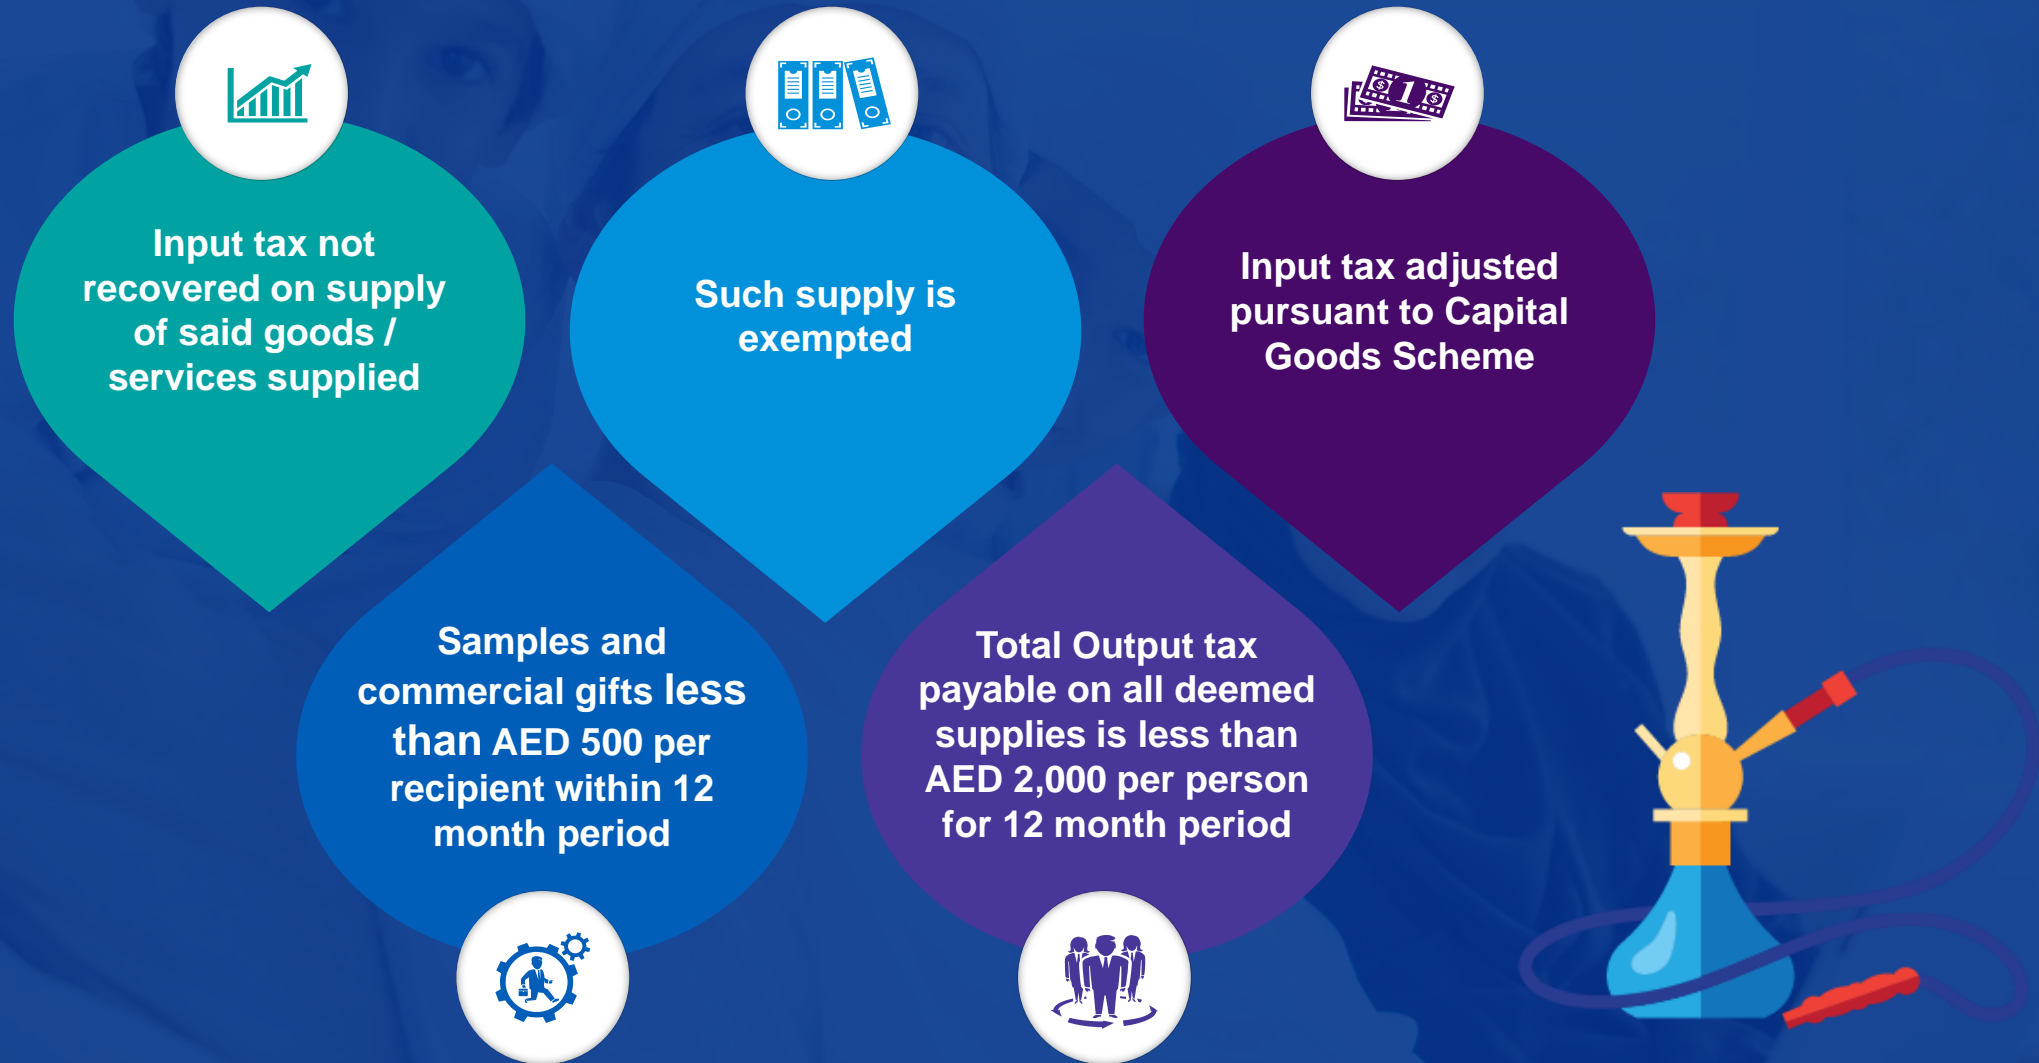 Input tax not
recovered on supply
of said goods /
services supplied
Such supply is
exempted
Input tax adjusted
pursuant to Capital
Goods Scheme
Samples and
commercial gifts less
than AED 500 per
recipient within 12
month period
Total Output tax
payable on all deemed
supplies is less than
AED 2,000 per person
for 12 month period